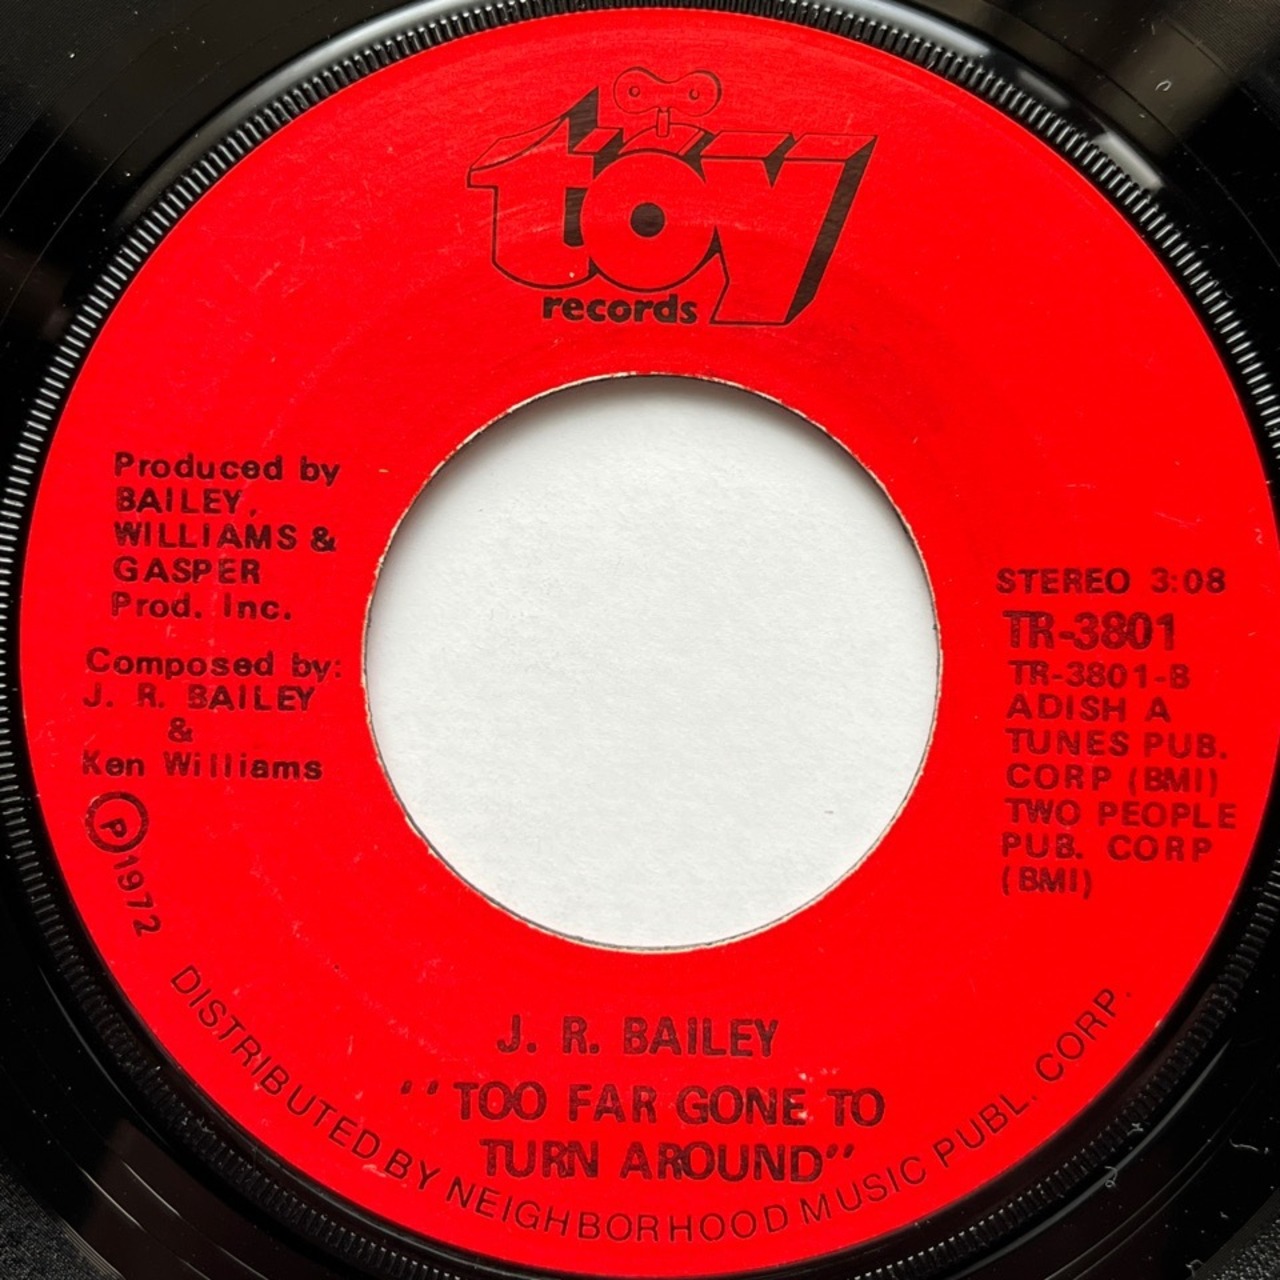 toy
records
Produced by
BAILEY,
WILLIAMS &
GASPER
Prod. Inc.
Composed by:
J. R. BAILEY
&
Ken Williams
Ⓟ1972
STEREO 3:08
TR-3801
TR-3801-B
ADISH A
TUNES PUB.
CORP (BMI)
TWO PEOPLE
PUB. CORP
(BMI)
J. R. BAILEY
''TOO FAR GONE TO
TURN AROUND''
DISTRIBUTED BY NEIGHBORHOOD MUSIC PUBL. CORP.